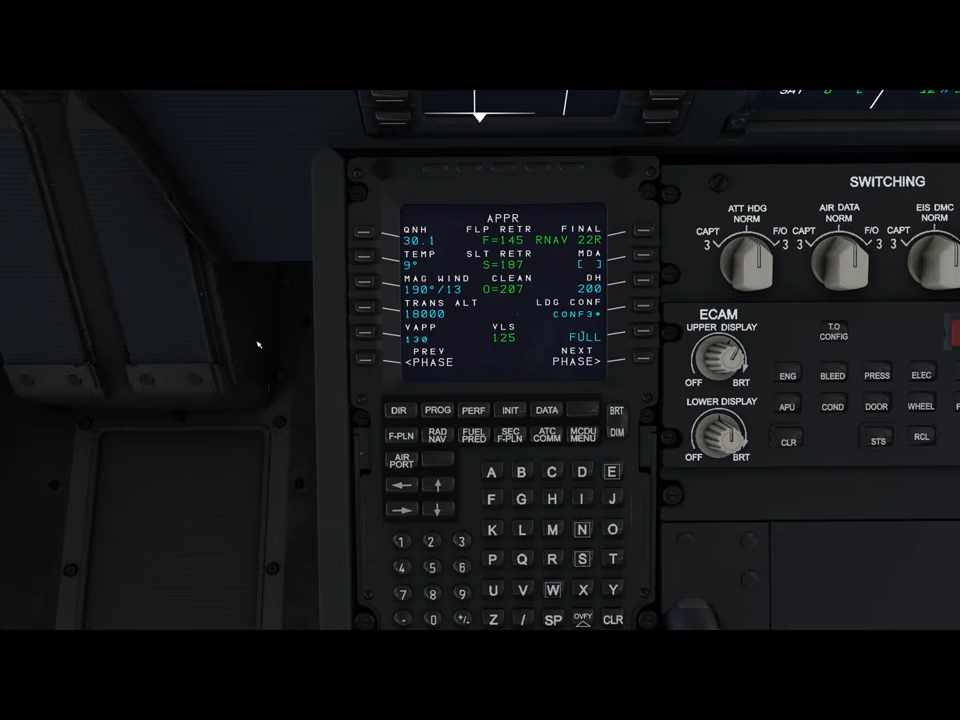 APPR
QNH FLP RETR FINAL
30.1 F=145 RNAV 22R
TEMP SLT RETR MDA
9° S=187 [ ]
MAG WIND CLEAN DH
190°/13 O=207 200
TRANS ALT LDG CONF
18000 CONF3*
VAPP VLS
130 125 FULL
PREV NEXT
<PHASE PHASE>
DIR PROG PERF INIT DATA BRT
DIM
F-PLN RAD NAV FUEL PRED SEC F-PLN ATC COMM MCDU MENU
AIR PORT
← ↑
→ ↓
A B C D E
F G H I J
K L M N O
P Q R S T
U V W X Y
Z / SP OVFY CLR
1 2 3
4 5 6
7 8 9
. 0 +/-
SWITCHING
ATT HDG AIR DATA EIS DMC
NORM NORM NORM
CAPT F/O CAPT F/O CAPT
3 3 3 3 3
ECAM
UPPER DISPLAY
OFF BRT
LOWER DISPLAY
OFF BRT
T.O
CONFIG
ENG BLEED PRESS ELEC
APU COND DOOR WHEEL
CLR STS RCL